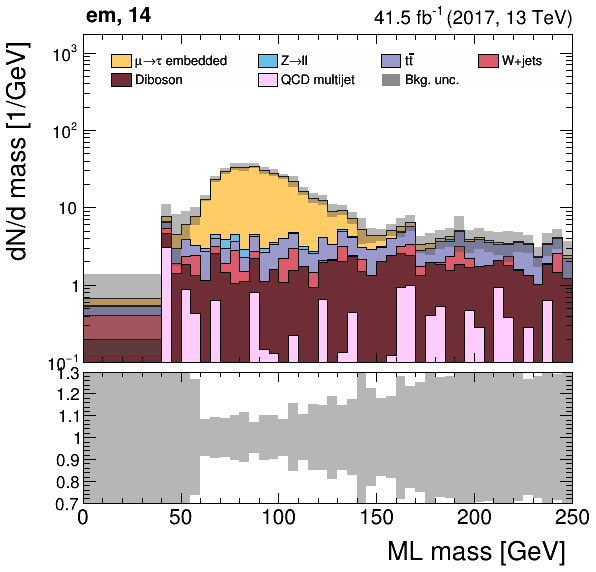 em, 14
41.5 fb⁻¹ (2017, 13 TeV)
dN/d mass [1/GeV]
μ→τ embedded
Z→ll
tt̄
W+jets
Diboson
QCD multijet
Bkg. unc.
10³
10²
10
1
10⁻¹
1.3
1.2
1.1
1
0.9
0.8
0.7
0 50 100 150 200 250
ML mass [GeV]